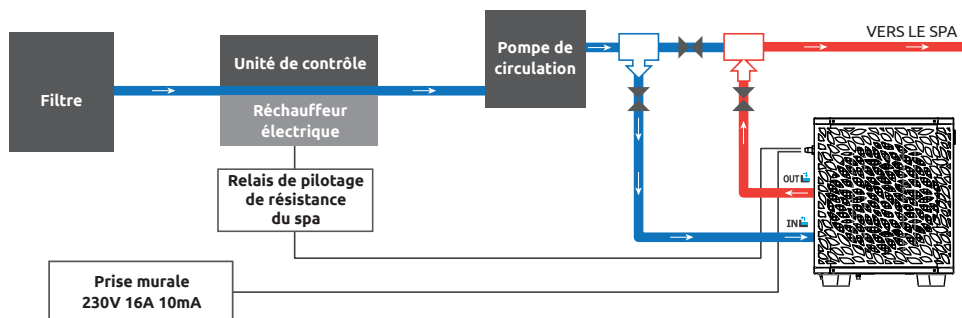 VERS LE SPA
Pompe de
circulation
Unité de contrôle
Filtre
Réchauffeur
électrique
Relais de pilotage
de résistance
du spa
OUT
IN
Prise murale
230V 16A 10mA